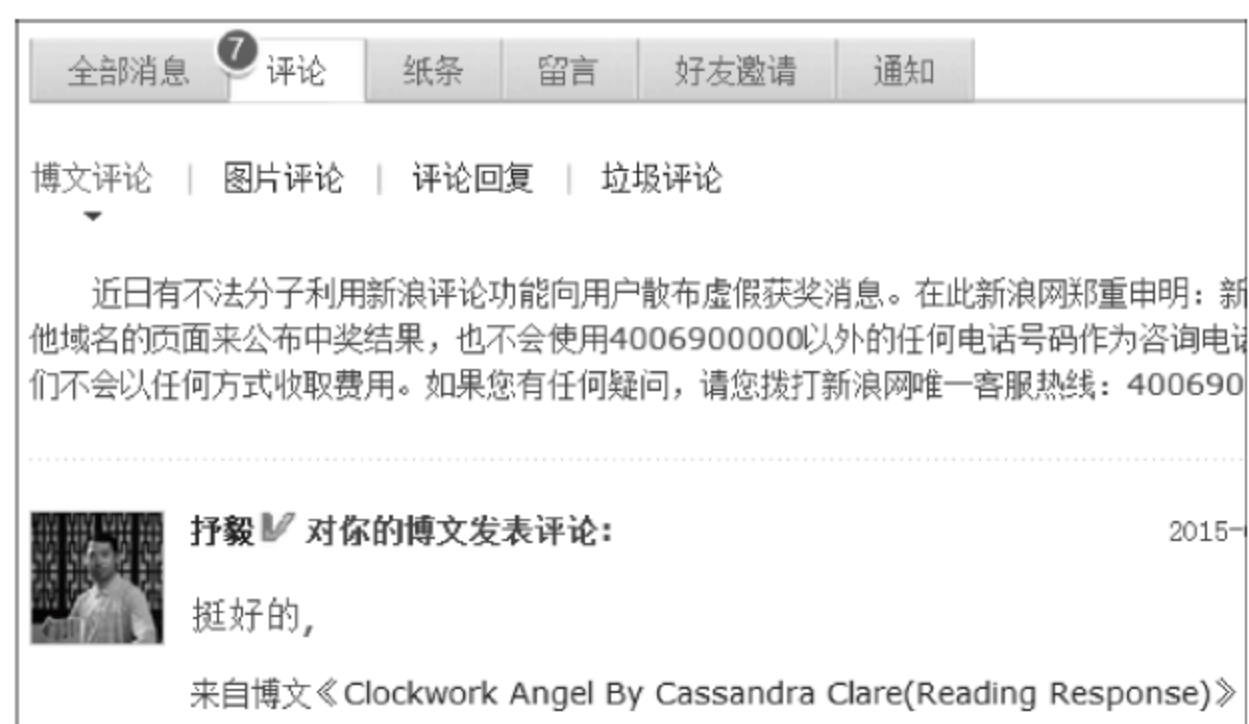 全部消息 7 评论 纸条 留言 好友邀请 通知
博文评论 | 图片评论 | 评论回复 | 垃圾评论
近日有不法分子利用新浪评论功能向用户散布虚假获奖消息。在此新浪网郑重申明：新
他域名的页面来公布中奖结果，也不会使用4006900000以外的任何电话号码作为咨询电话
们不会以任何方式收取费用。如果您有任何疑问，请您拨打新浪网唯一客服热线：400690
抒毅 对你的博文发表评论： 2015-
挺好的,
来自博文《Clockwork Angel By Cassandra Clare(Reading Response)》